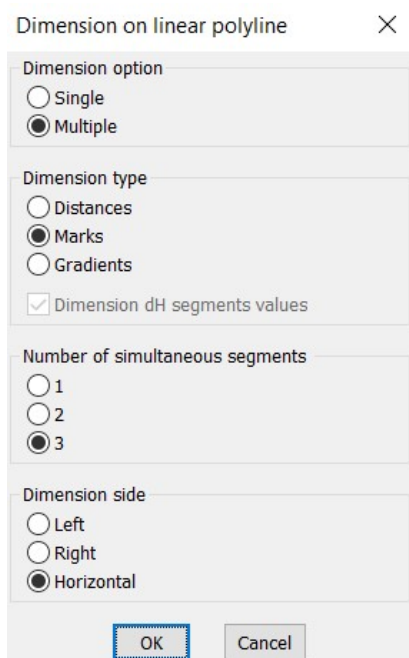 Dimension on linear polyline
Dimension option
Single
Multiple
Dimension type
Distances
Marks
Gradients
Dimension dH segments values
Number of simultaneous segments
1
2
3
Dimension side
Left
Right
Horizontal
OK Cancel